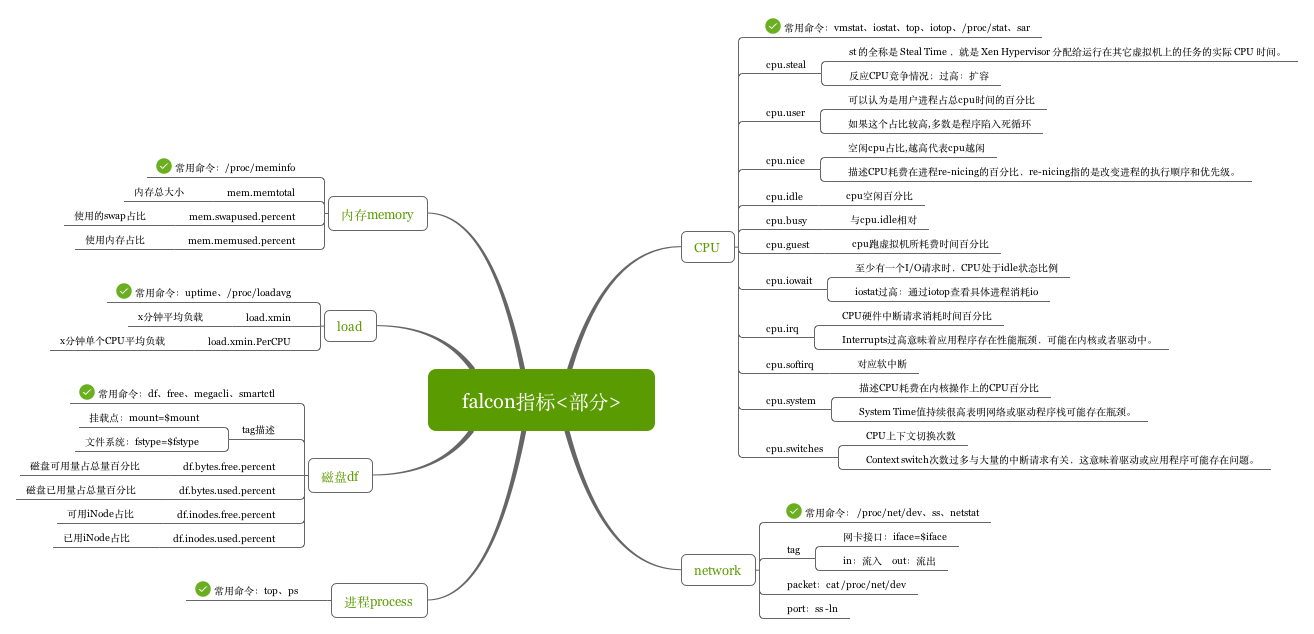 falcon指标<部分>
内存memory
常用命令：/proc/meminfo
内存总大小 mem.memtotal
使用的swap占比 mem.swapused.percent
使用内存占比 mem.memused.percent
load
常用命令：uptime、/proc/loadavg
x分钟平均负载 load.xmin
x分钟单个CPU平均负载 load.xmin.PerCPU
磁盘df
常用命令：df、free、megacli、smartctl
tag描述
挂载点：mount=$mount
文件系统：fstype=$fstype
磁盘可用量占总量百分比 df.bytes.free.percent
磁盘已用量占总量百分比 df.bytes.used.percent
可用iNode占比 df.inodes.free.percent
已用iNode占比 df.inodes.used.percent
进程process
常用命令：top、ps
CPU
常用命令：vmstat、iostat、top、iotop、/proc/stat、sar
cpu.steal
st 的全称是 Steal Time ，就是 Xen Hypervisor 分配给运行在其它虚拟机上的任务的实际 CPU 时间。
反应CPU竞争情况；过高：扩容
cpu.user
可以认为是用户进程占总cpu时间的百分比
如果这个占比较高,多数是程序陷入死循环
cpu.nice
空闲cpu占比,越高代表cpu越闲
描述CPU耗费在进程re-nicing的百分比，re-nicing指的是改变进程的执行顺序和优先级。
cpu.idle cpu空闲百分比
cpu.busy 与cpu.idle相对
cpu.guest cpu跑虚拟机所耗费时间百分比
cpu.iowait
至少有一个I/O请求时，CPU处于idle状态比例
iostat过高：通过iotop查看具体进程消耗io
cpu.irq
CPU硬件中断请求消耗时间百分比
Interrupts过高意味着应用程序存在性能瓶颈，可能在内核或者驱动中。
cpu.softirq 对应软中断
cpu.system
描述CPU耗费在内核操作上的CPU百分比
System Time值持续很高表明网络或驱动程序栈可能存在瓶颈。
cpu.switches
CPU上下文切换次数
Context switch次数过多与大量的中断请求有关，这意味着驱动或应用程序可能存在问题。
network
常用命令： /proc/net/dev、ss、netstat
tag
网卡接口：iface=$iface
in：流入 out：流出
packet：cat /proc/net/dev
port：ss -ln